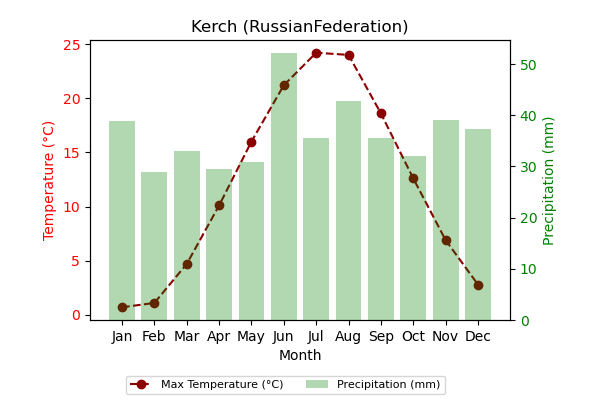 Kerch (RussianFederation)
25
20
15
10
5
0
Temperature (°C)
50
40
30
20
10
0
Precipitation (mm)
Jan Feb Mar Apr May Jun Jul Aug Sep Oct Nov Dec
Month
Max Temperature (°C) Precipitation (mm)